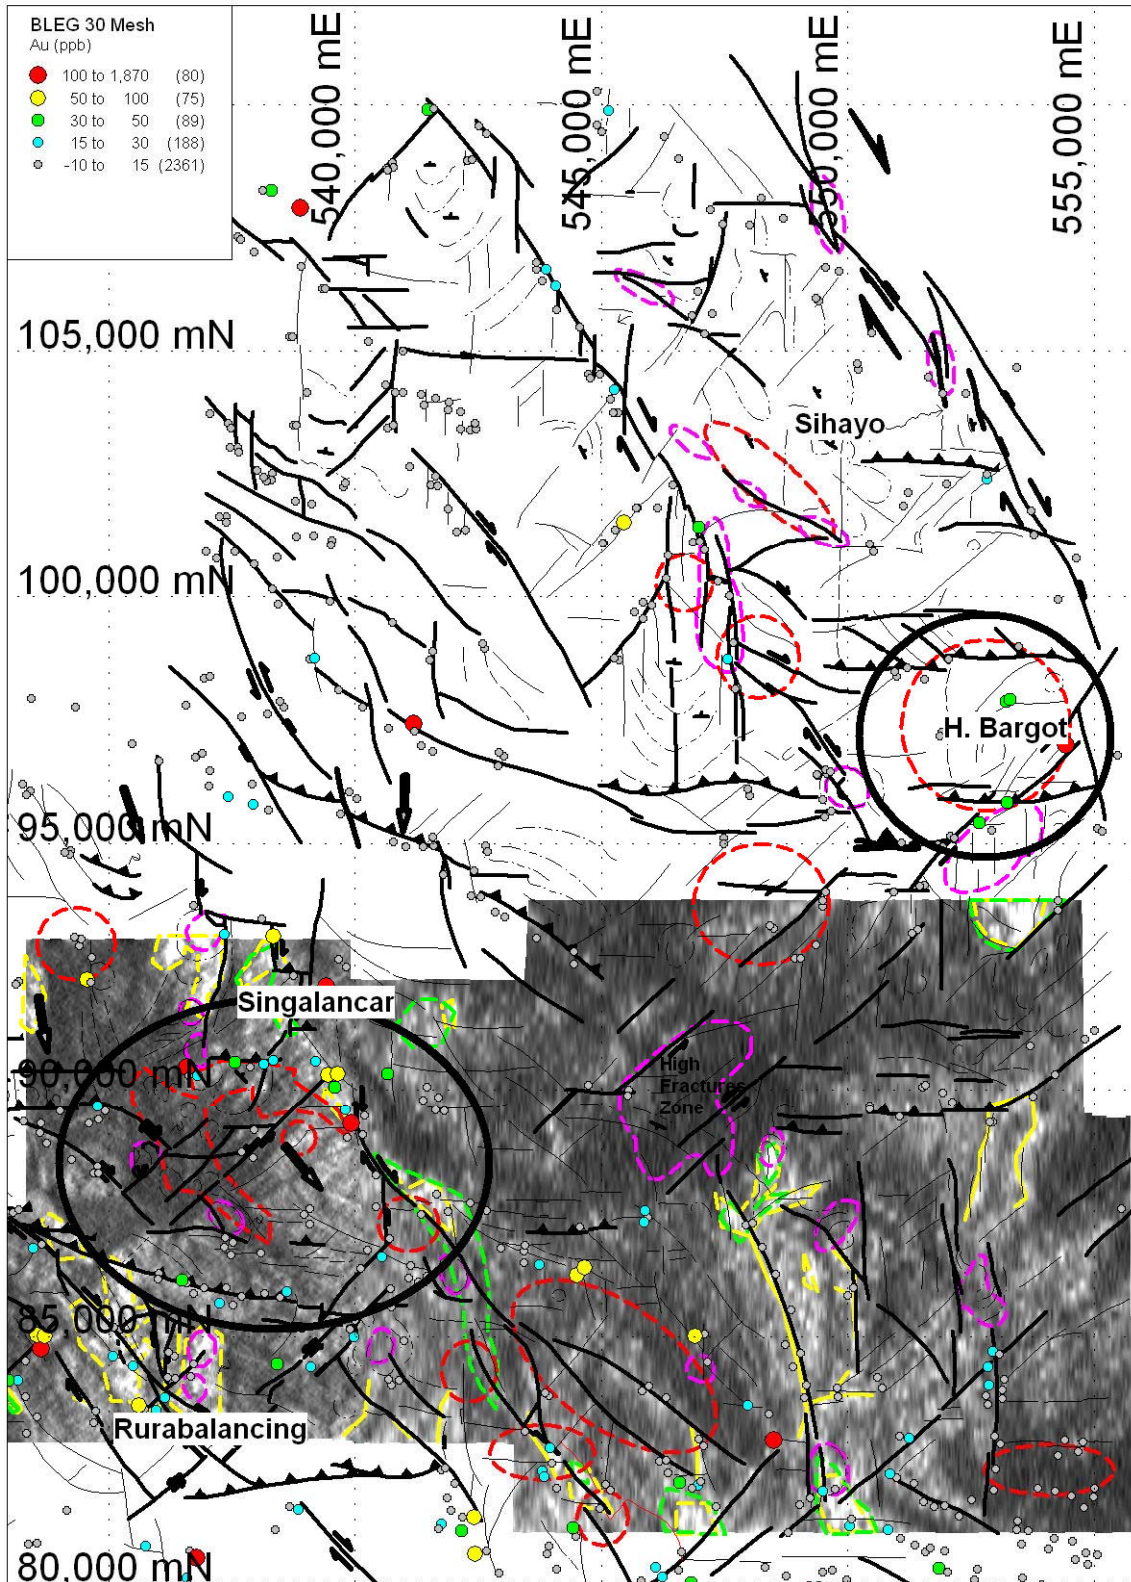 BLEG 30 Mesh
Au (ppb)
100 to 1,870 (80)
50 to 100 (75)
30 to 50 (89)
15 to 30 (188)
-10 to 15 (2361)
540,000 mE
545,000 mE
550,000 mE
555,000 mE
105,000 mN
Sihayo
100,000 mN
H. Bargot
95,000 mN
Singalancar
90,000 mN
High
Fractures
Zone
85,000 mN
Rurabalancing
80,000 mN